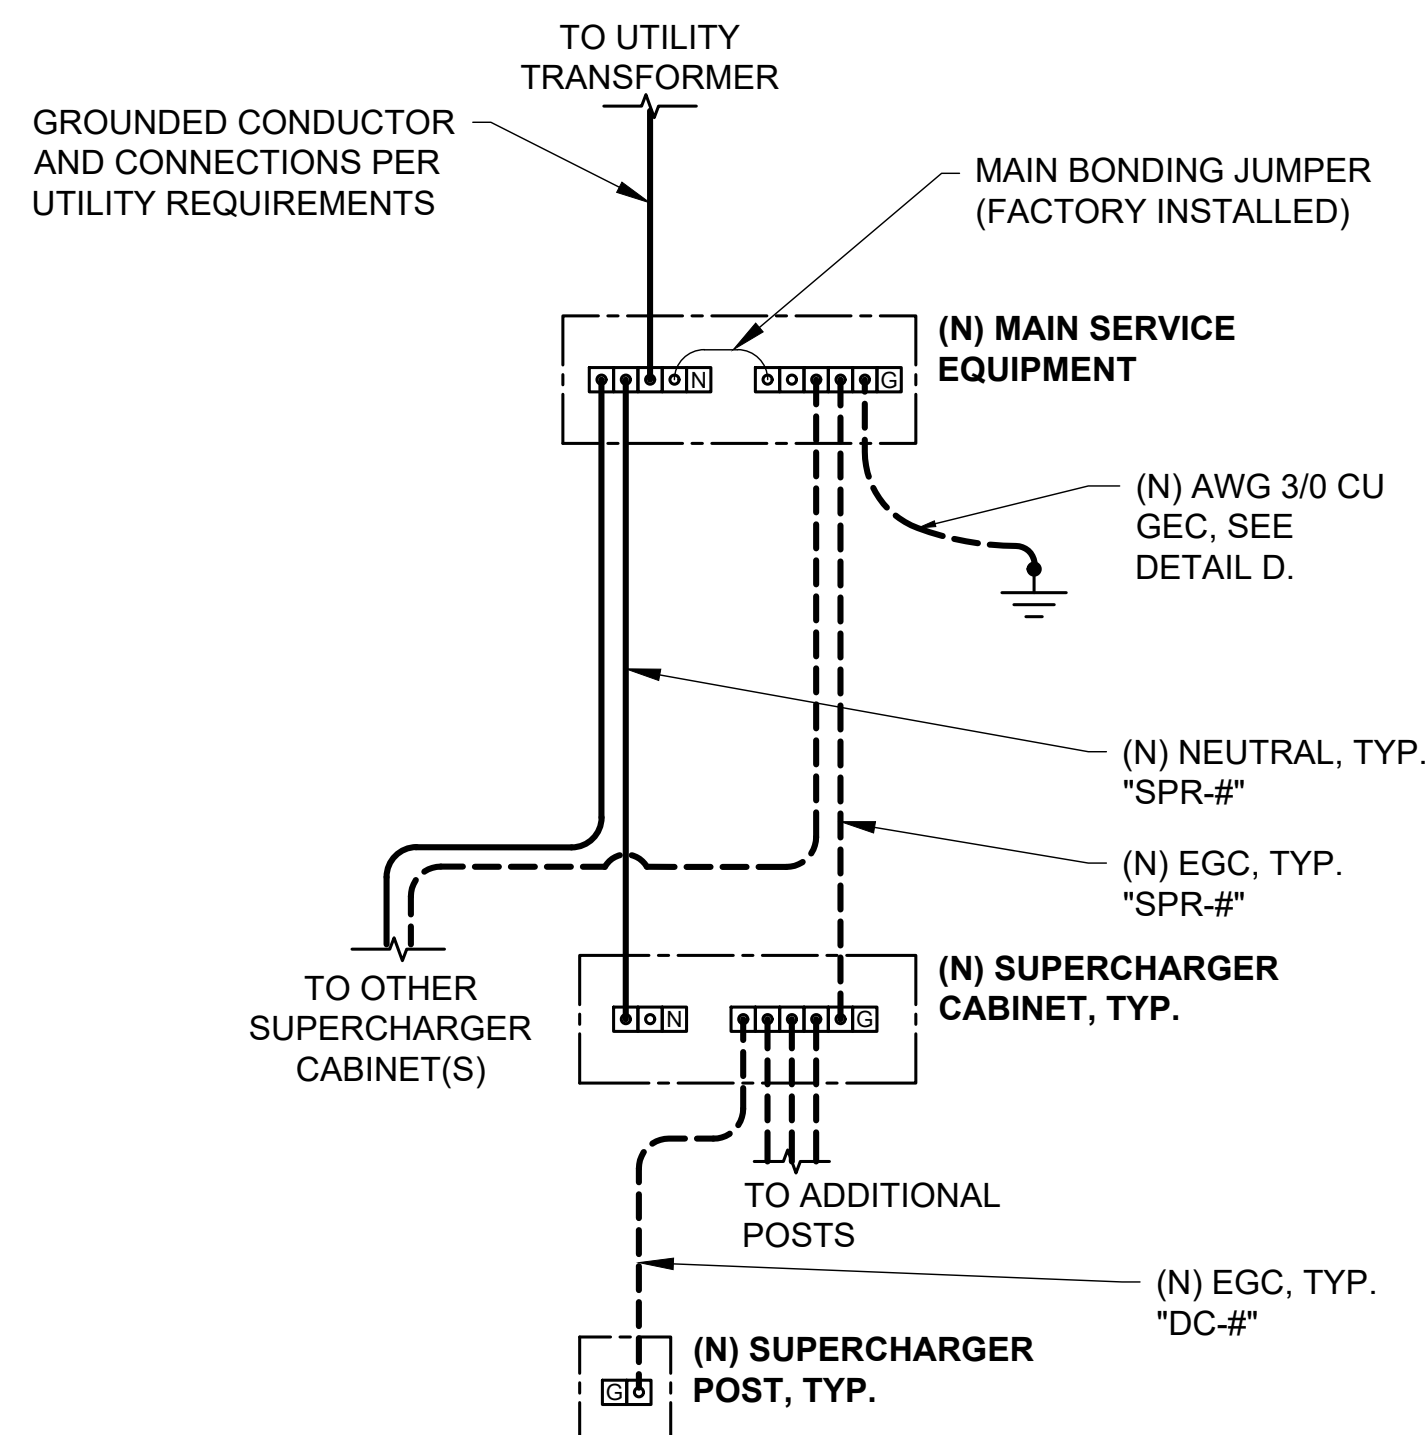 TO UTILITY
TRANSFORMER
GROUNDED CONDUCTOR
AND CONNECTIONS PER
UTILITY REQUIREMENTS
MAIN BONDING JUMPER
(FACTORY INSTALLED)
(N) MAIN SERVICE
EQUIPMENT
N
G
(N) AWG 3/0 CU
GEC, SEE
DETAIL D.
(N) NEUTRAL, TYP.
"SPR-#"
(N) EGC, TYP.
"SPR-#"
TO OTHER
SUPERCHARGER
CABINET(S)
(N) SUPERCHARGER
CABINET, TYP.
N
G
TO ADDITIONAL
POSTS
(N) EGC, TYP.
"DC-#"
(N) SUPERCHARGER
POST, TYP.
G